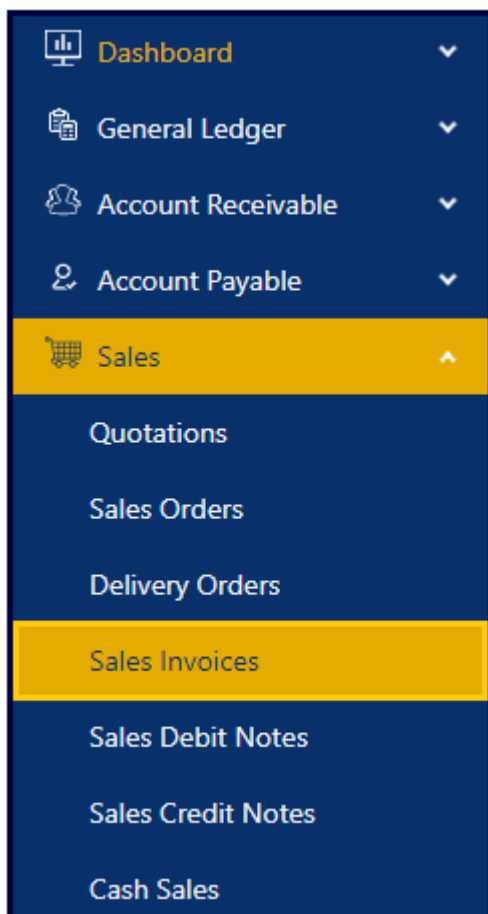 Dashboard
General Ledger
Account Receivable
Account Payable
Sales
Quotations
Sales Orders
Delivery Orders
Sales Invoices
Sales Debit Notes
Sales Credit Notes
Cash Sales